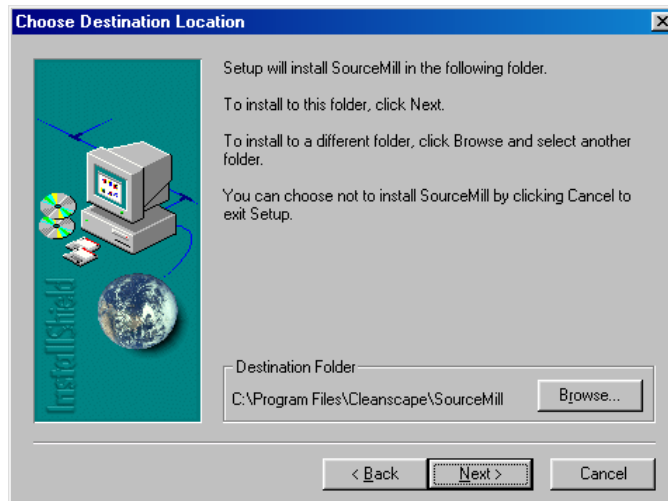 Choose Destination Location
Setup will install SourceMill in the following folder.
To install to this folder, click Next.
To install to a different folder, click Browse and select another
folder.
You can choose not to install SourceMill by clicking Cancel to
exit Setup.
InstallShield
Destination Folder
C:\Program Files\Cleanscape\SourceMill
Browse...
< Back
Next >
Cancel